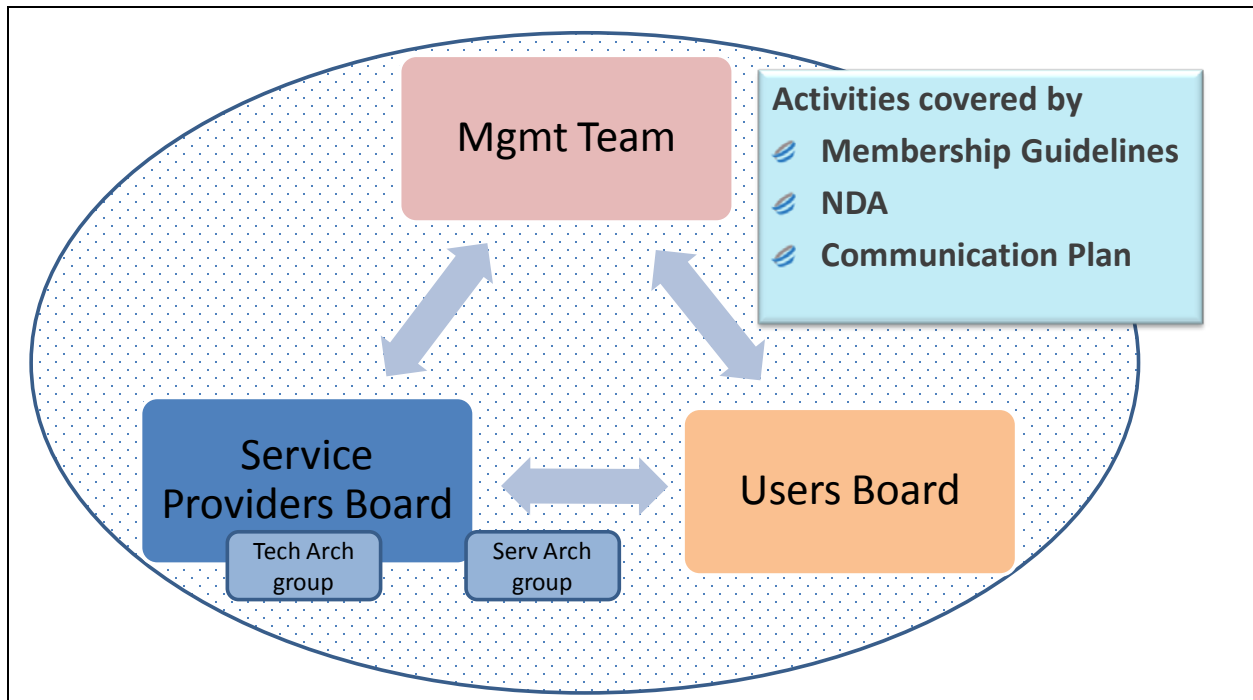 Mgmt Team
Activities covered by
Membership Guidelines
NDA
Communication Plan
Service
Providers Board
Users Board
Tech Arch
group
Serv Arch
group